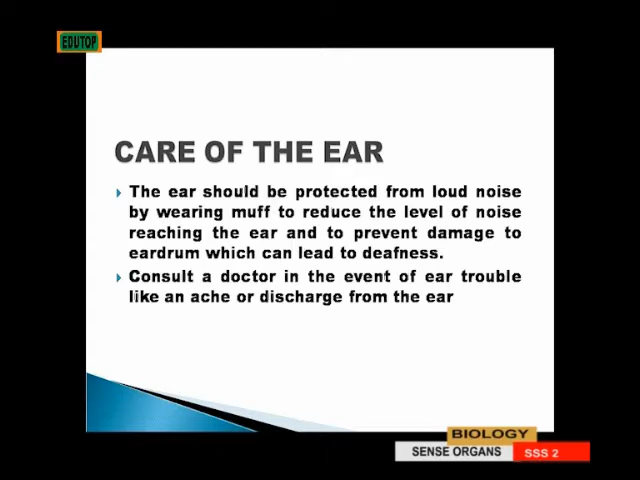 EDUTOP
CARE OF THE EAR
The ear should be protected from loud noise
by wearing muff to reduce the level of noise
reaching the ear and to prevent damage to
eardrum which can lead to deafness.
Consult a doctor in the event of ear trouble
like an ache or discharge from the ear
BIOLOGY
SENSE ORGANS SSS 2